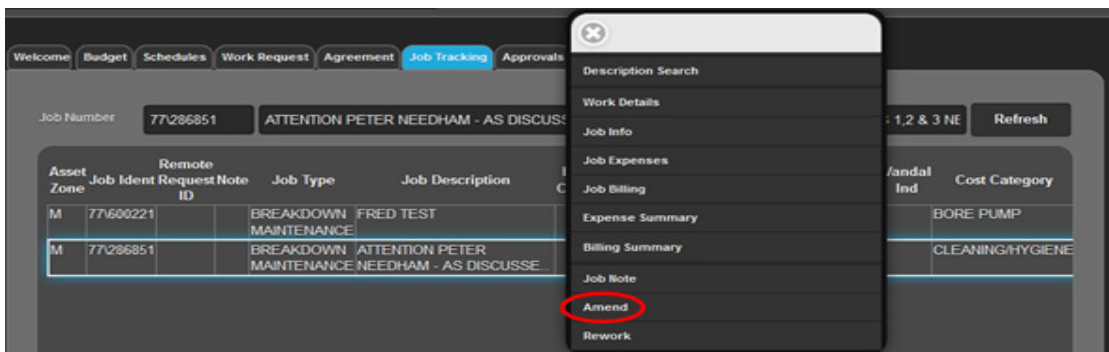 Welcome Budget Schedules Work Request Agreement Job Tracking Approvals
Job Number 77\286851 ATTENTION PETER NEEDHAM - AS DISCUSS 1,2 & 3 NE Refresh
Asset Zone Job Ident Remote Request ID Note Job Type Job Description Vandal Ind Cost Category
M 77\600221 BREAKDOWN MAINTENANCE FRED TEST BORE PUMP
M 77\286851 BREAKDOWN MAINTENANCE ATTENTION PETER NEEDHAM - AS DISCUSSE.. CLEANING/HYGIENE
Description Search
Work Details
Job Info
Job Expenses
Job Billing
Expense Summary
Billing Summary
Job Note
Amend
Rework